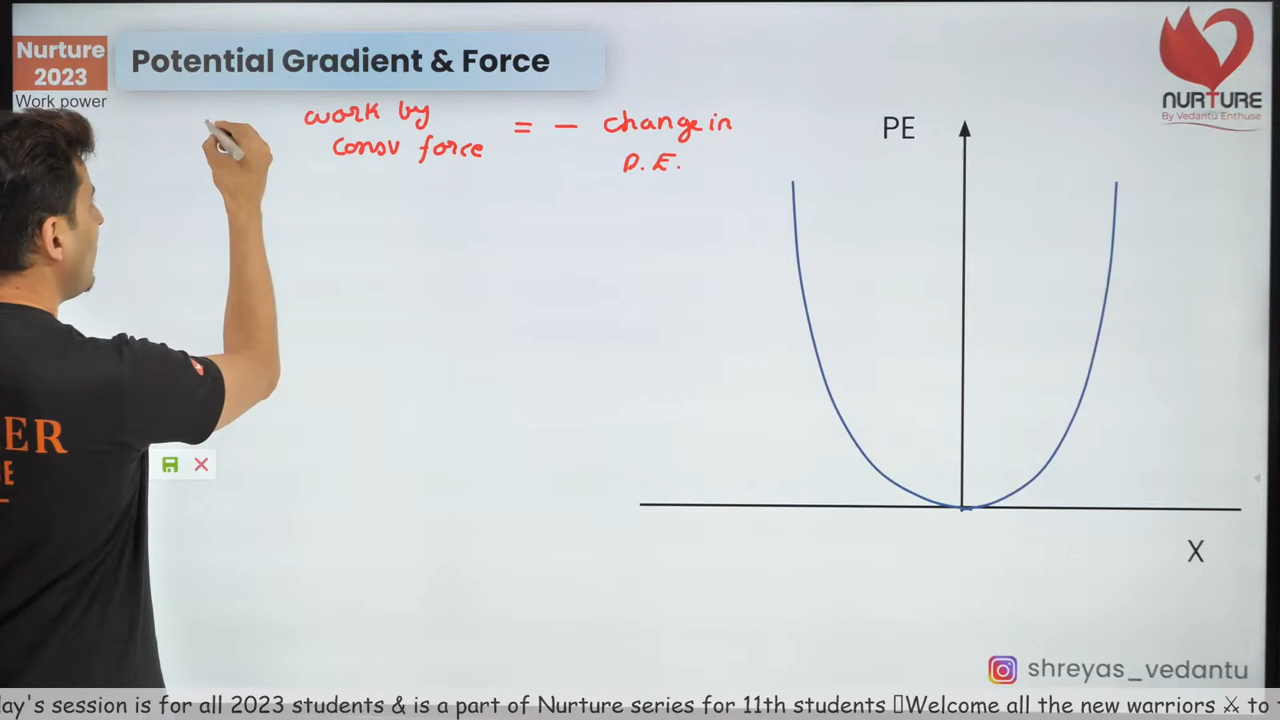 Nurture
2023
Potential Gradient & Force
Work power
NURTURE
By Vedantu Enthuse
work by
consv force
= - change in
P.E.
PE
X
ER
SE
shreyas_vedantu
ay's session is for all 2023 students & is a part of Nurture series for 11th students Welcome all the new warriors ⚔ to